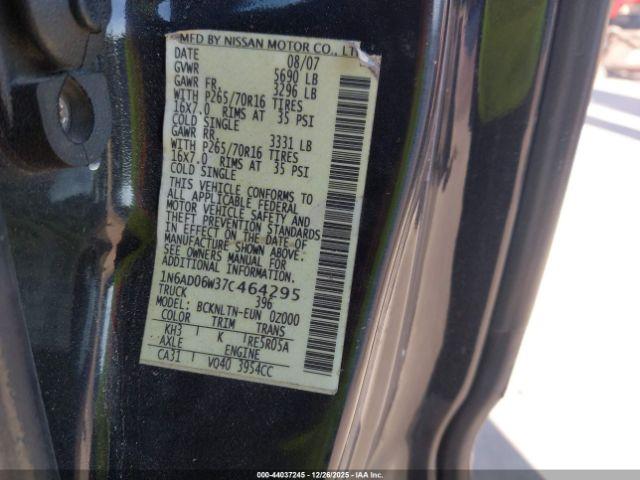 MFD BY NISSAN MOTOR CO., LT
DATE 08/07
GVWR 5690 LB
GAWR FR 3296 LB
WITH P265/70R16 TIRES
16X7.0 RIMS AT 35 PSI
COLD SINGLE
GAWR RR 3331 LB
WITH P265/70R16 TIRES
16X7.0 RIMS AT 35 PSI
COLD SINGLE
THIS VEHICLE CONFORMS TO
ALL APPLICABLE FEDERAL
MOTOR VEHICLE SAFETY AND
THEFT PREVENTION STANDARDS
IN EFFECT ON THE DATE OF
MANUFACTURE SHOWN ABOVE.
SEE OWNERS MANUAL FOR
ADDITIONAL INFORMATION.
1N6AD06W37C464295
TRUCK 396
MODEL: BCKNLTN-EUN 0Z000
COLOR TRIM TRANS
KH3 K RE5R05A
AXLE ENGINE
CA31 VQ40 3954CC
000-44037245 - 12/26/2025 - IAAI.COM